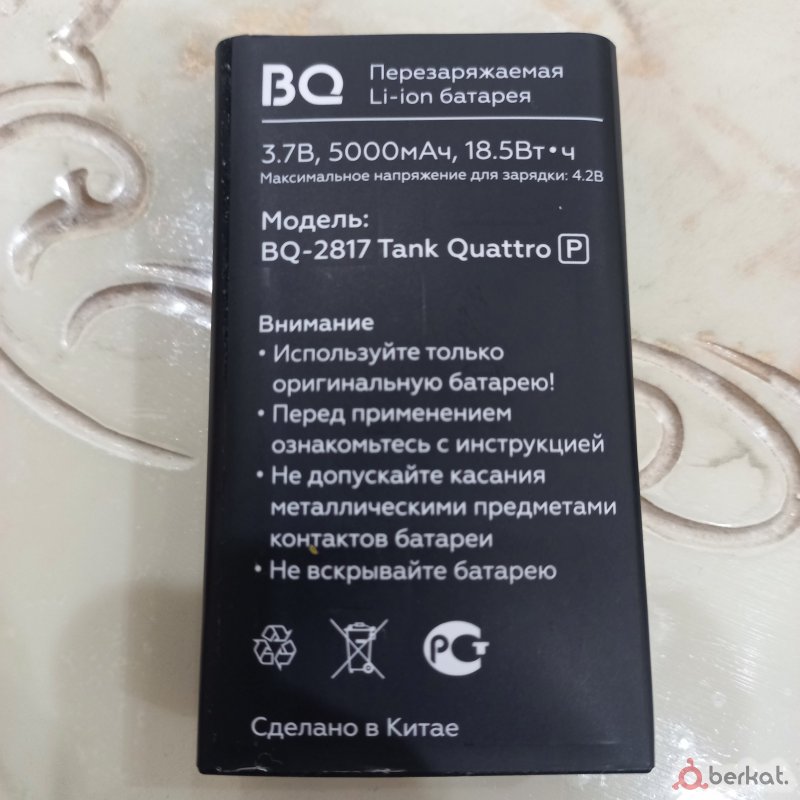 BQ
Перезаряжаемая
Li-ion батарея
3.7В, 5000мАч, 18.5Вт•ч
Максимальное напряжение для зарядки: 4.2В
Модель:
BQ-2817 Tank Quattro P
Внимание
• Используйте только
оригинальную батарею!
• Перед применением
ознакомьтесь с инструкцией
• Не допускайте касания
металлическими предметами
контактов батареи
• Не вскрывайте батарею
РСТ
Сделано в Китае
berkat.